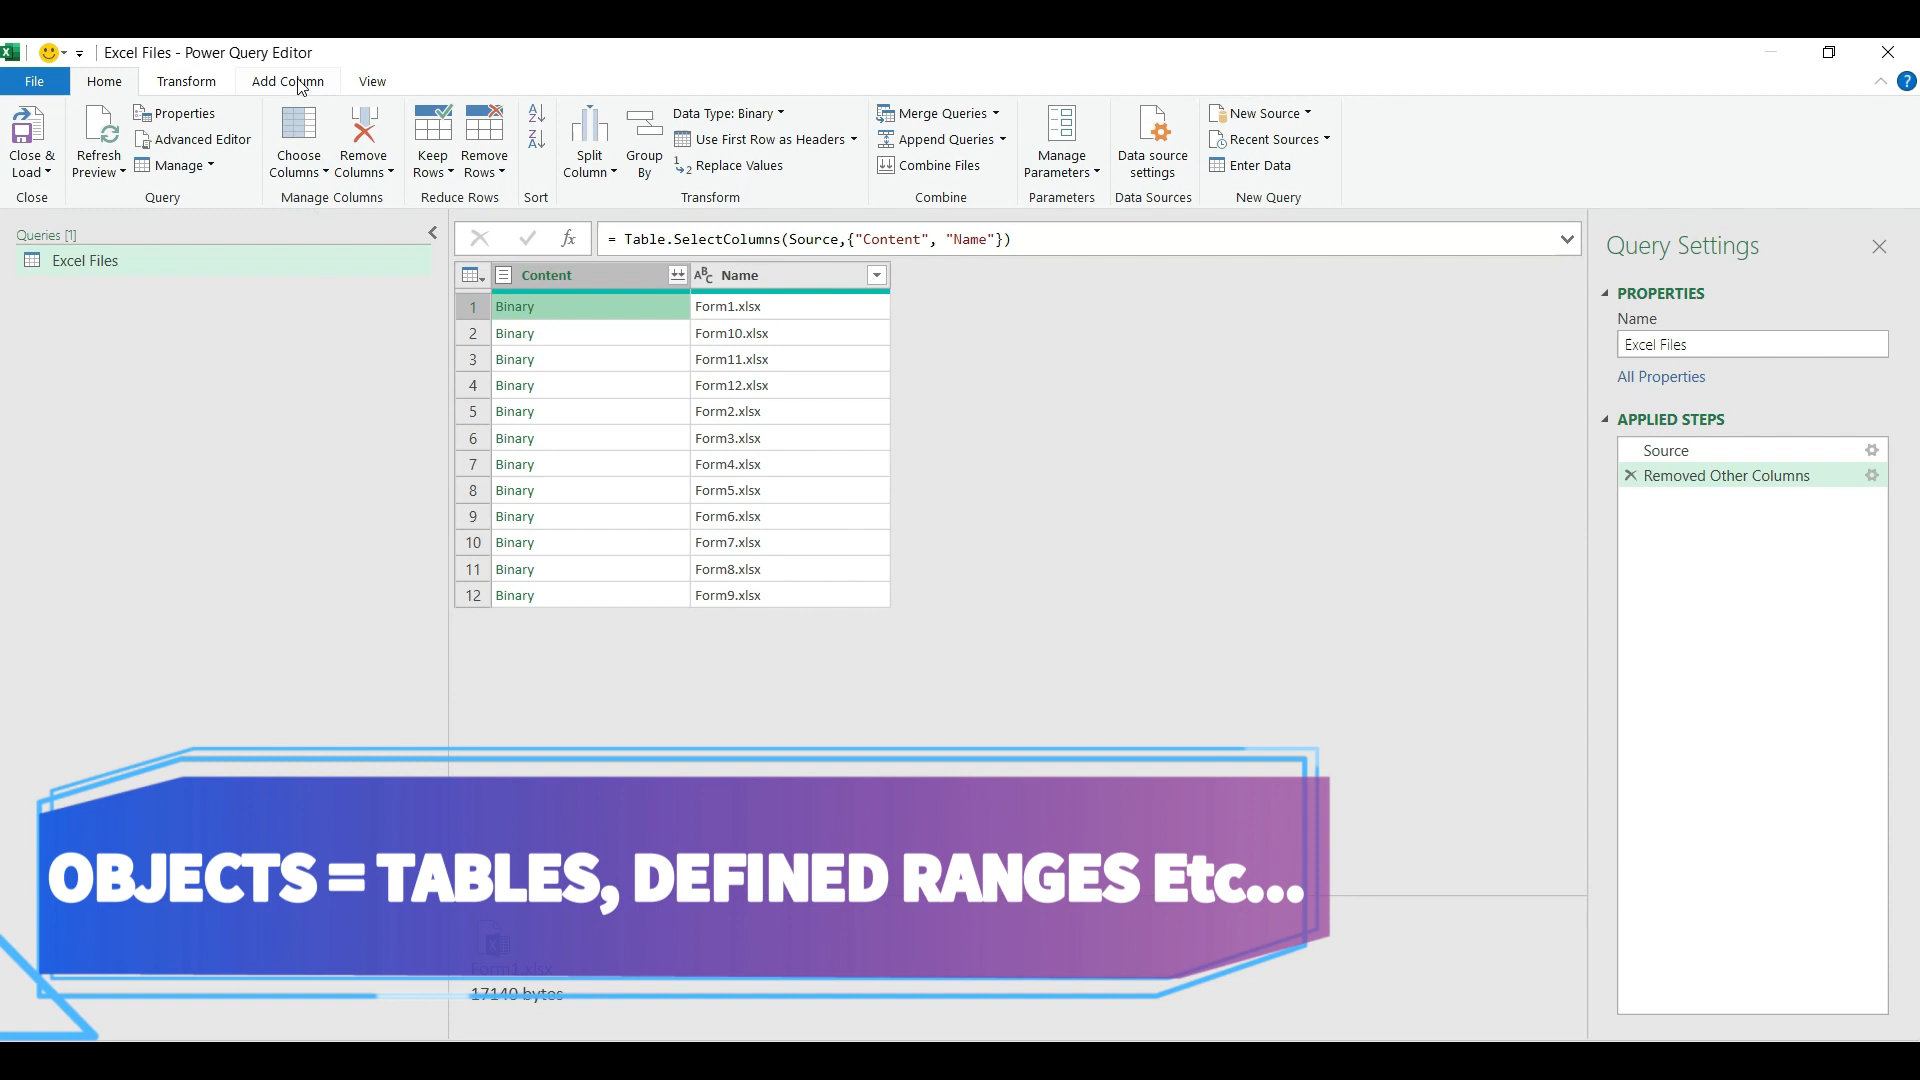 Excel Files - Power Query Editor
File Home Transform Add Column View
Close & Load
Close
Refresh Preview
Properties
Advanced Editor
Manage
Query
Choose Columns
Remove Columns
Manage Columns
Keep Rows
Remove Rows
Reduce Rows
Sort
Split Column
Group By
Data Type: Binary
Use First Row as Headers
Replace Values
Transform
Merge Queries
Append Queries
Combine Files
Combine
Manage Parameters
Parameters
Data source settings
Data Sources
New Source
Recent Sources
Enter Data
New Query
Queries [1]
Excel Files
fx = Table.SelectColumns(Source,{"Content", "Name"})
Content ABC Name
1 Binary Form1.xlsx
2 Binary Form10.xlsx
3 Binary Form11.xlsx
4 Binary Form12.xlsx
5 Binary Form2.xlsx
6 Binary Form3.xlsx
7 Binary Form4.xlsx
8 Binary Form5.xlsx
9 Binary Form6.xlsx
10 Binary Form7.xlsx
11 Binary Form8.xlsx
12 Binary Form9.xlsx
Query Settings
PROPERTIES
Name
Excel Files
All Properties
APPLIED STEPS
Source
Removed Other Columns
OBJECTS = TABLES, DEFINED RANGES Etc...
Form1.xlsx
17140 bytes